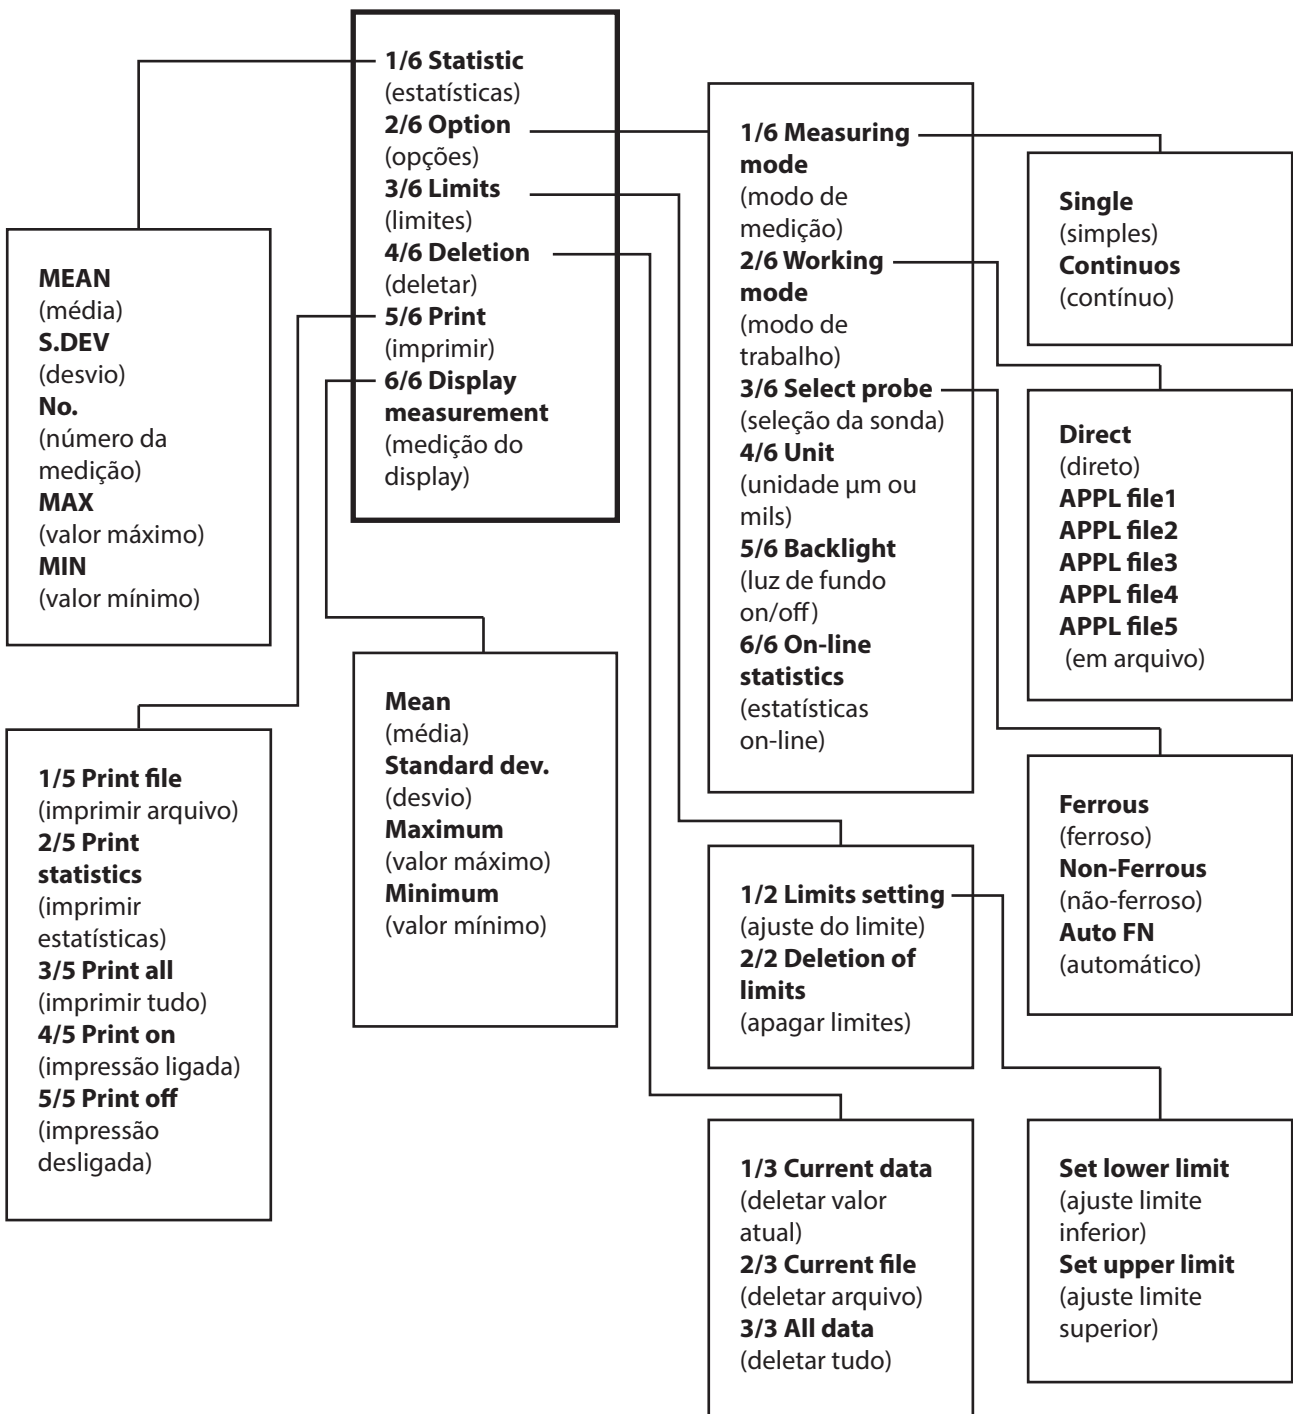 1/6 Statistic
(estatísticas)
2/6 Option
(opções)
3/6 Limits
(limites)
4/6 Deletion
(deletar)
5/6 Print
(imprimir)
6/6 Display
measurement
(medição do
display)
MEAN
(média)
S.DEV
(desvio)
No.
(número da
medição)
MAX
(valor máximo)
MIN
(valor mínimo)
1/5 Print file
(imprimir arquivo)
2/5 Print
statistics
(imprimir
estatísticas)
3/5 Print all
(imprimir tudo)
4/5 Print on
(impressão ligada)
5/5 Print off
(impressão
desligada)
Mean
(média)
Standard dev.
(desvio)
Maximum
(valor máximo)
Minimum
(valor mínimo)
1/6 Measuring
mode
(modo de
medição)
2/6 Working
mode
(modo de
trabalho)
3/6 Select probe
(seleção da sonda)
4/6 Unit
(unidade µm ou
mils)
5/6 Backlight
(luz de fundo
on/off)
6/6 On-line
statistics
(estatísticas
on-line)
Single
(simples)
Continuos
(contínuo)
Direct
(direto)
APPL file1
APPL file2
APPL file3
APPL file4
APPL file5
(em arquivo)
Ferrous
(ferroso)
Non-Ferrous
(não-ferroso)
Auto FN
(automático)
1/2 Limits setting
(ajuste do limite)
2/2 Deletion of
limits
(apagar limites)
Set lower limit
(ajuste limite
inferior)
Set upper limit
(ajuste limite
superior)
1/3 Current data
(deletar valor
atual)
2/3 Current file
(deletar arquivo)
3/3 All data
(deletar tudo)